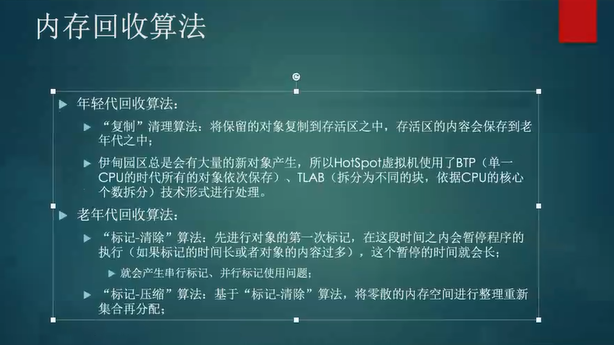 内存回收算法
年轻代回收算法：
“复制”清理算法：将保留的对象复制到存活区之中，存活区的内容会保存到老
年代之中；
伊甸园区总是会有大量的新对象产生，所以HotSpot虚拟机使用了BTP（单一
CPU的时代所有的对象依次保存）、TLAB（拆分为不同的块，依据CPU的核心
个数拆分）技术形式进行处理。
老年代回收算法：
“标记-清除”算法：先进行对象的第一次标记，在这段时间之内会暂停程序的
执行（如果标记的时间长或者对象的内容过多），这个暂停的时间就会长；
就会产生串行标记、并行标记使用问题；
“标记-压缩”算法：基于“标记-清除”算法，将零散的内存空间进行整理重新
集合再分配；